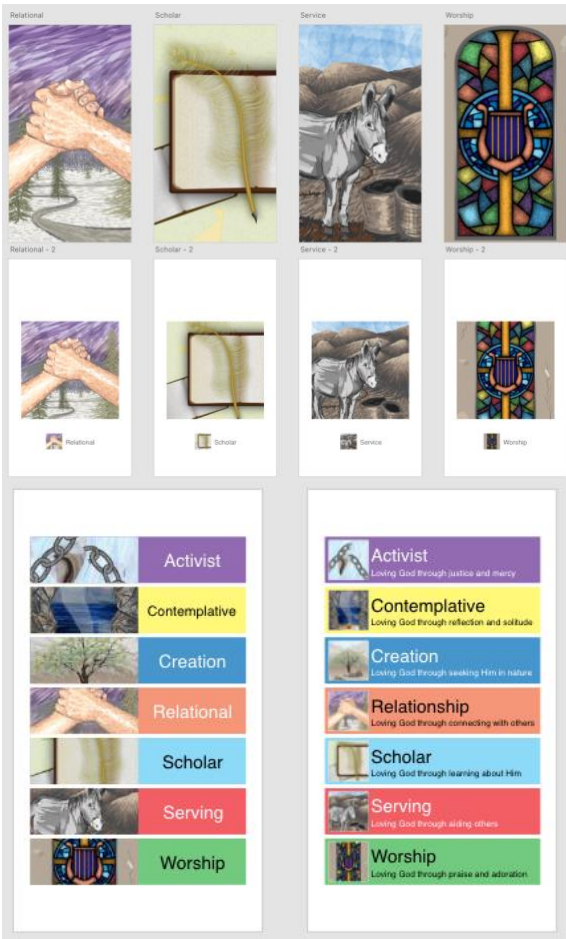 Relational
Scholar
Service
Worship
Relational - 2
Scholar - 2
Service - 2
Worship - 2
Relational
Scholar
Service
Worship
Activist
Contemplative
Creation
Relational
Scholar
Serving
Worship
Activist
Loving God through justice and mercy
Contemplative
Loving God through reflection and solitude
Creation
Loving God through seeking Him in nature
Relationship
Loving God through connecting with others
Scholar
Loving God through learning about Him
Serving
Loving God through aiding others
Worship
Loving God through praise and adoration